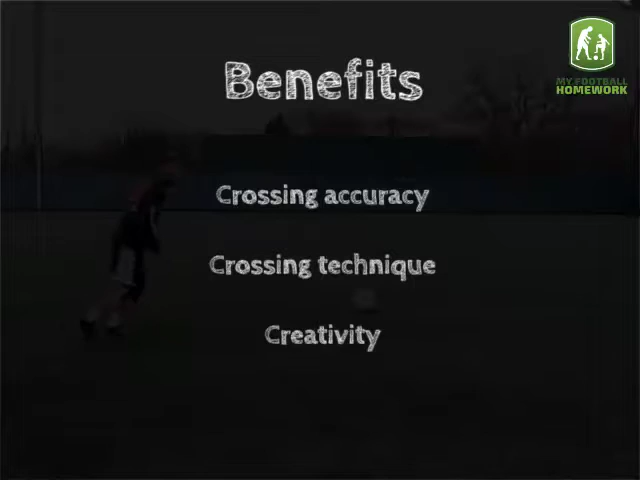 Benefits
MY FOOTBALL
HOMEWORK
Crossing accuracy
Crossing technique
Creativity